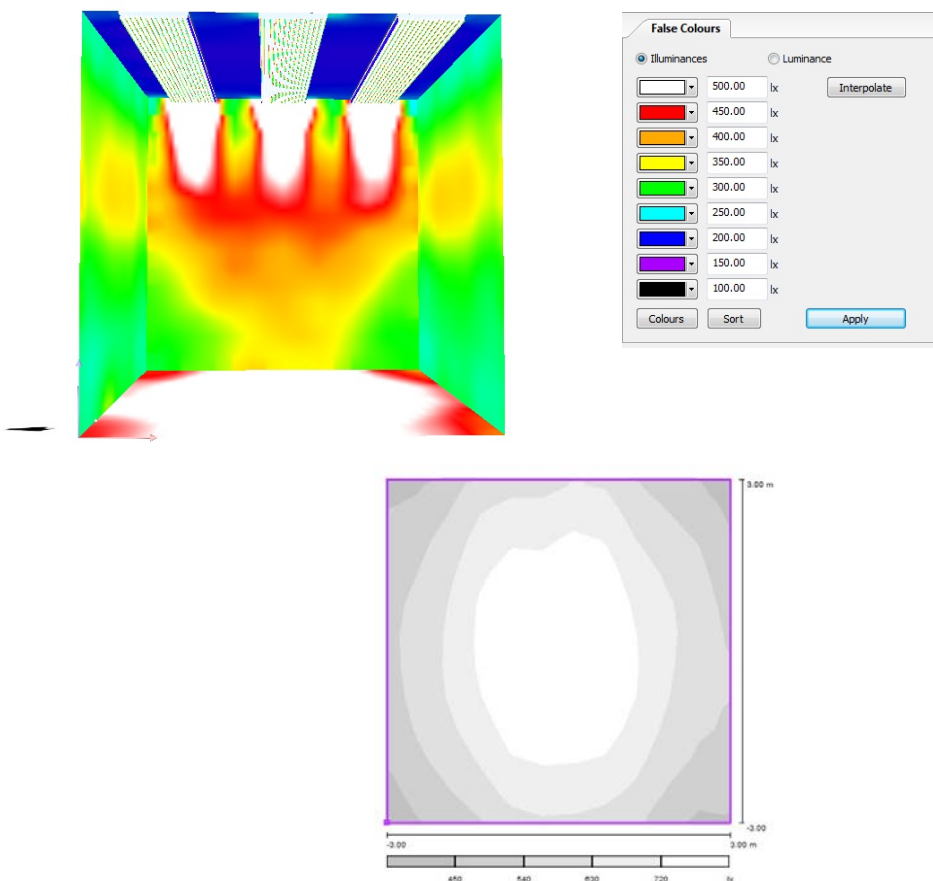 False Colours
Illuminances Luminance
500.00 lx Interpolate
450.00 lx
400.00 lx
350.00 lx
300.00 lx
250.00 lx
200.00 lx
150.00 lx
100.00 lx
Colours Sort Apply
3.00 m
-3.00
-3.00 3.00 m
450 540 630 720 lx